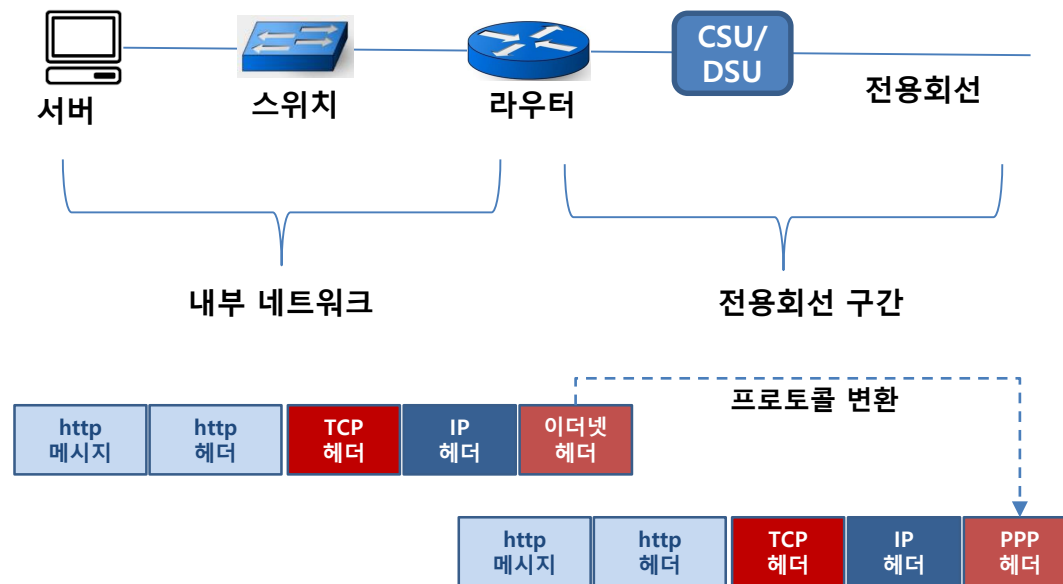 CSU/
DSU
서버
스위치
라우터
전용회선
내부 네트워크
전용회선 구간
프로토콜 변환
http
메시지
http
헤더
TCP
헤더
IP
헤더
이더넷
헤더
http
메시지
http
헤더
TCP
헤더
IP
헤더
PPP
헤더